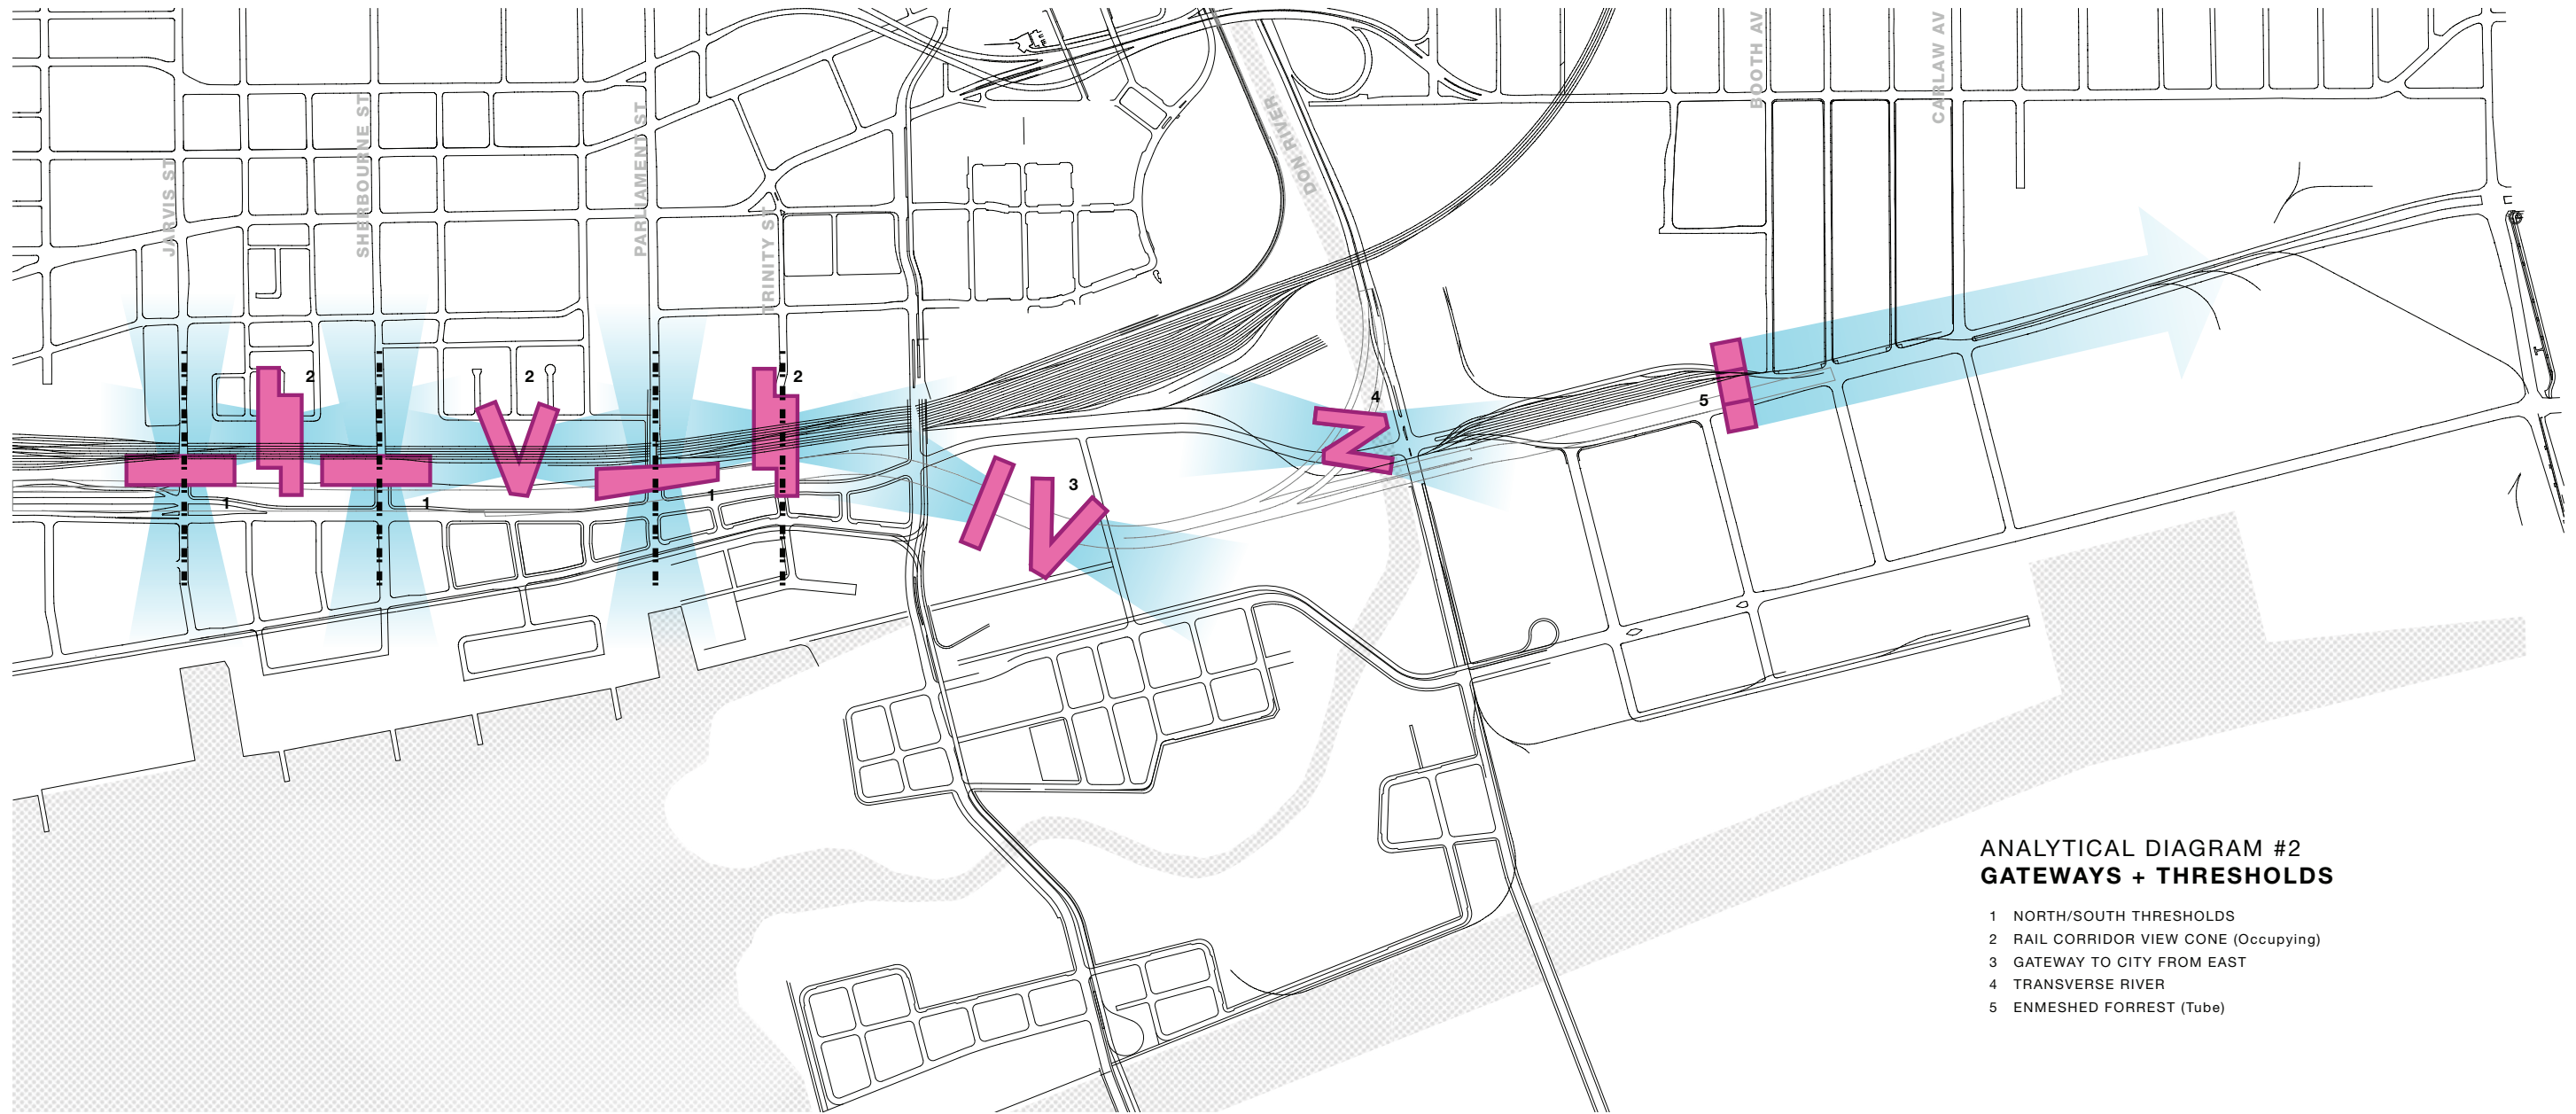 JARVIS ST
SHERBOURNE ST
PARLIAMENT ST
TRINITY ST
DON RIVER
BOOTH AV
CARLAW AV
2
2
2
1
1
1
3
4
5
ANALYTICAL DIAGRAM #2
GATEWAYS + THRESHOLDS
1 NORTH/SOUTH THRESHOLDS
2 RAIL CORRIDOR VIEW CONE (Occupying)
3 GATEWAY TO CITY FROM EAST
4 TRANSVERSE RIVER
5 ENMESHED FORREST (Tube)